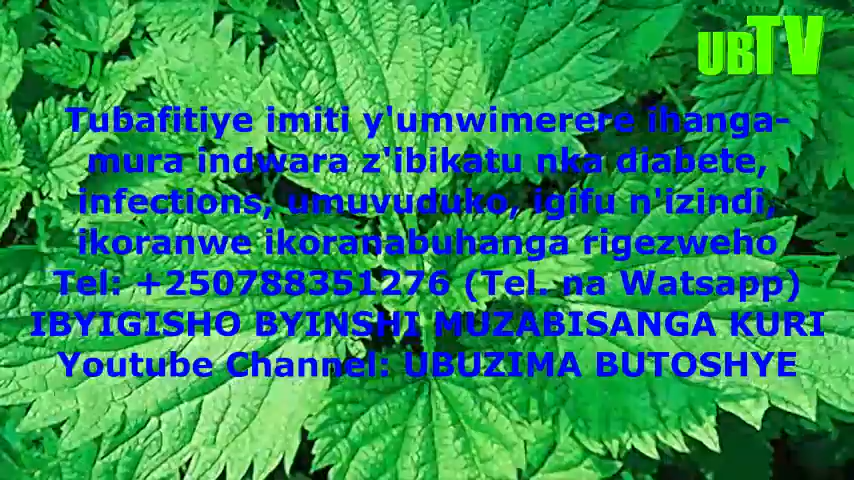 UBTV
Tubafitiye imiti y'umwimerere ihanga-
mura indwara z'ibikatu nka diabete,
infections, umuvuduko, igifu n'izindi,
ikoranwe ikoranabuhanga rigezweho
Tel: +250788351276 (Tel. na Watsapp)
IBYIGISHO BYINSHI MUZABISANGA KURI
Youtube Channel: UBUZIMA BUTOSHYE